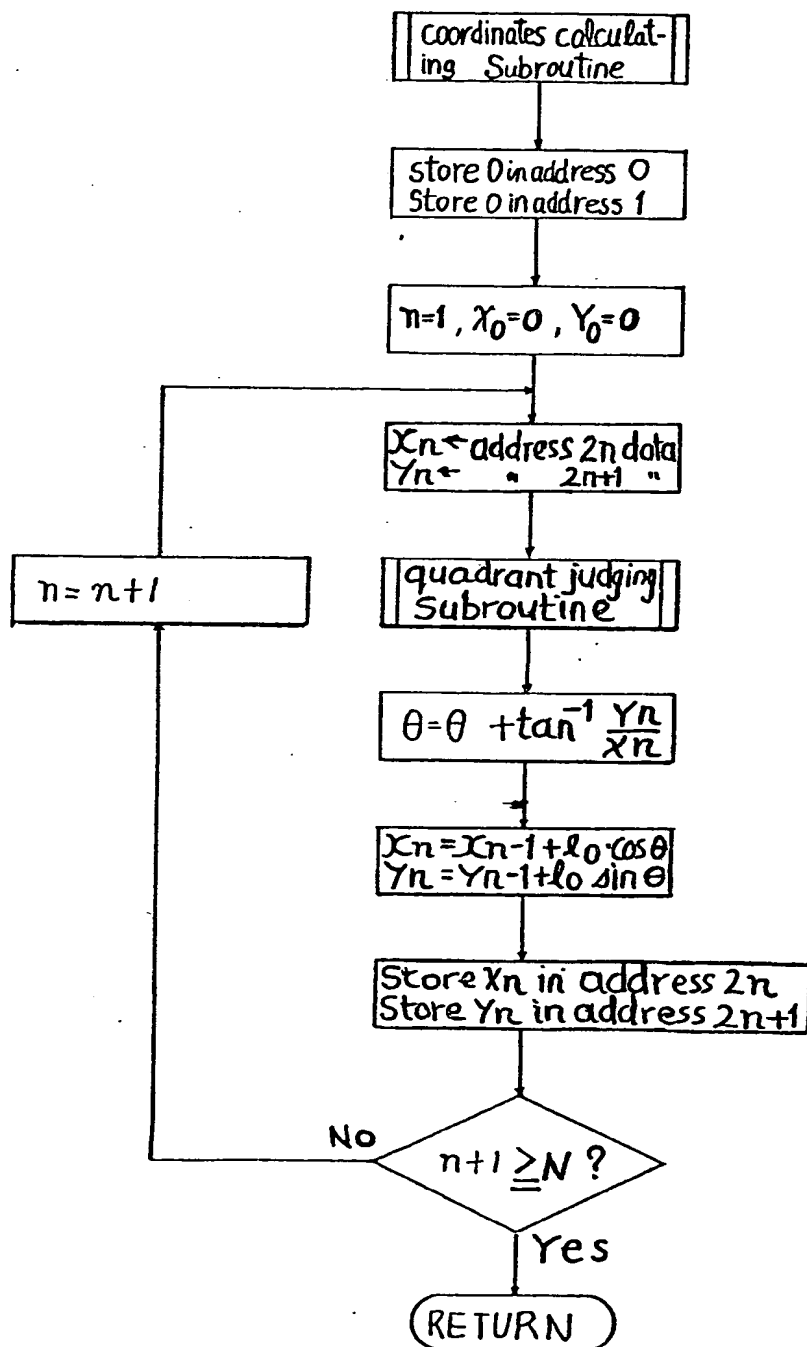 coordinates calculat-
ing Subroutine
store 0 in address 0
Store 0 in address 1
n=1, X0=0, Y0=0
Xn ← address 2n data
Yn ← " 2n+1 "
n=n+1
quadrant judging
Subroutine
θ=θ +tan⁻¹ Yn/Xn
Xn=Xn-1+l0·cosθ
Yn=Yn-1+l0 sinθ
Store Xn in address 2n
Store Yn in address 2n+1
No
n+1≧N?
Yes
RETURN